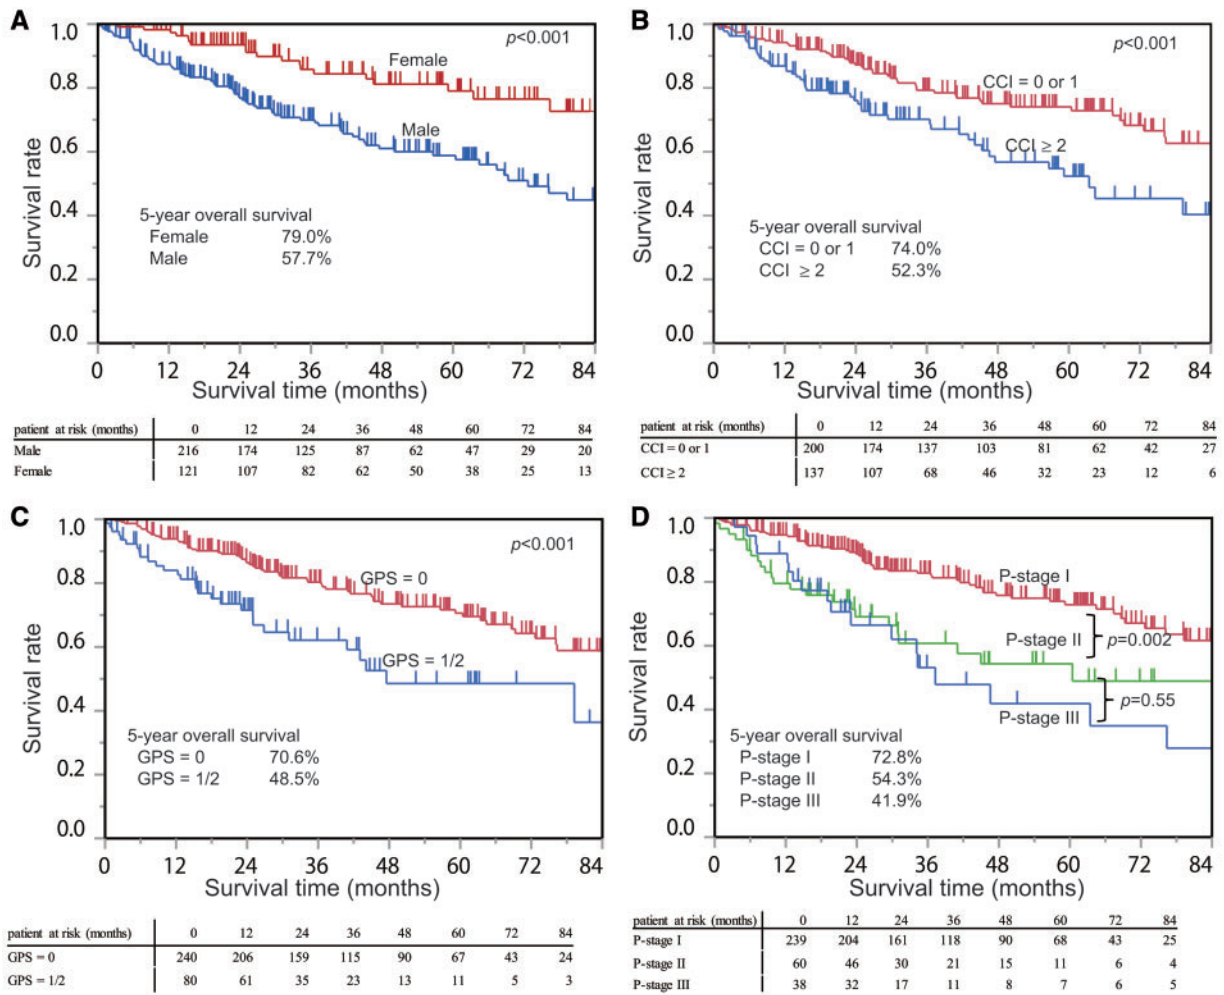 A
1.0
0.8
0.6
0.4
0.2
0.0
Survival rate
p<0.001
Female
Male
5-year overall survival
Female 79.0%
Male 57.7%
0 12 24 36 48 60 72 84
Survival time (months)
patient at risk (months) 0 12 24 36 48 60 72 84
Male 216 174 125 87 62 47 29 20
Female 121 107 82 62 50 38 25 13
B
1.0
0.8
0.6
0.4
0.2
0.0
Survival rate
p<0.001
CCI = 0 or 1
CCI ≥ 2
5-year overall survival
CCI = 0 or 1 74.0%
CCI ≥ 2 52.3%
0 12 24 36 48 60 72 84
Survival time (months)
patient at risk (months) 0 12 24 36 48 60 72 84
CCI = 0 or 1 200 174 137 103 81 62 42 27
CCI ≥ 2 137 107 68 46 32 23 12 6
C
1.0
0.8
0.6
0.4
0.2
0.0
Survival rate
p<0.001
GPS = 0
GPS = 1/2
5-year overall survival
GPS = 0 70.6%
GPS = 1/2 48.5%
0 12 24 36 48 60 72 84
Survival time (months)
patient at risk (months) 0 12 24 36 48 60 72 84
GPS = 0 240 206 159 115 90 67 43 24
GPS = 1/2 80 61 35 23 13 11 5 3
D
1.0
0.8
0.6
0.4
0.2
0.0
Survival rate
P-stage I
P-stage II
p=0.002
p=0.55
P-stage III
5-year overall survival
P-stage I 72.8%
P-stage II 54.3%
P-stage III 41.9%
0 12 24 36 48 60 72 84
Survival time (months)
patient at risk (months) 0 12 24 36 48 60 72 84
P-stage I 239 204 161 118 90 68 43 25
P-stage II 60 46 30 21 15 11 6 4
P-stage III 38 32 17 11 8 7 6 5